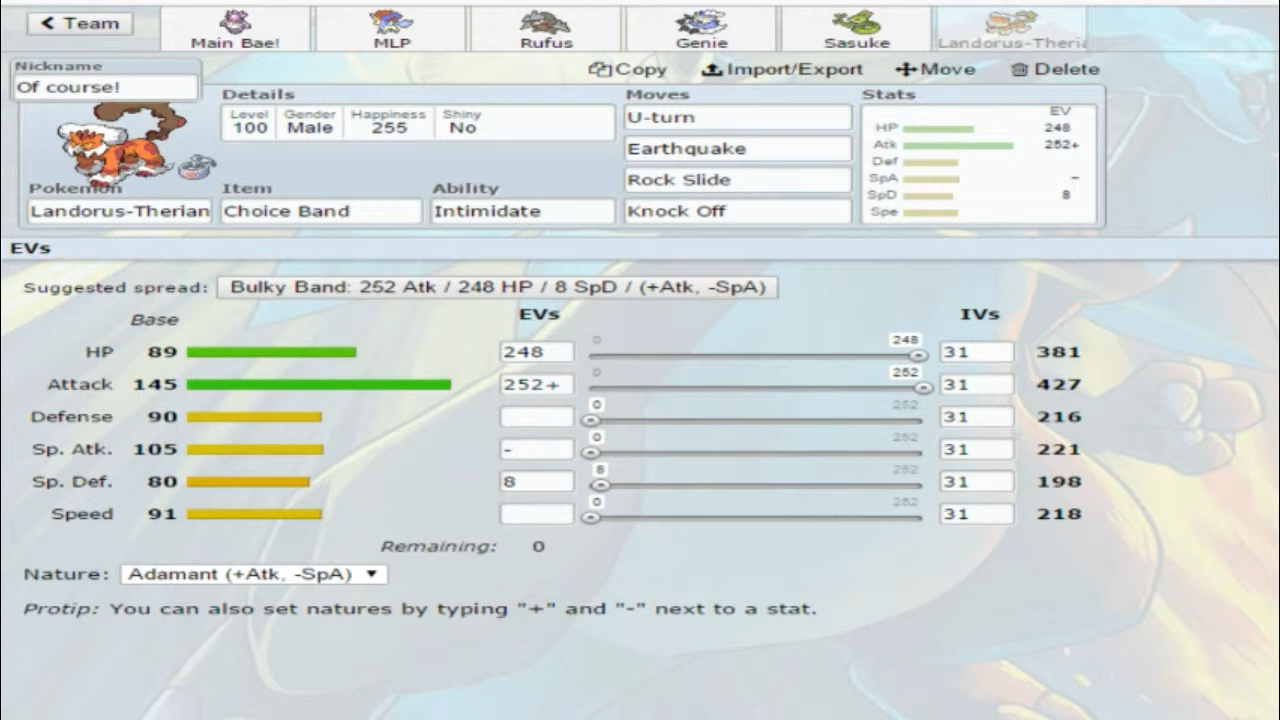 Team
Main Bae! MLP Rufus Genie Sasuke Landorus-Theria
Nickname
Of course!
Copy Import/Export Move Delete
Details
Level Gender Happiness Shiny
100 Male 255 No
Pokemon Item Ability
Landorus-Therian Choice Band Intimidate
Moves
U-turn
Earthquake
Rock Slide
Knock Off
Stats
EV
HP 248
Atk 252+
Def
SpA -
SpD 8
Spe
EVs
Suggested spread: Bulky Band: 252 Atk / 248 HP / 8 SpD / (+Atk, -SpA)
Base EVs IVs
HP 89 248 0 248 31 381
Attack 145 252+ 0 252 31 427
Defense 90 0 252 31 216
Sp. Atk. 105 - 0 252 31 221
Sp. Def. 80 8 8 252 31 198
Speed 91 0 252 31 218
Remaining: 0
Nature: Adamant (+Atk, -SpA)
Protip: You can also set natures by typing "+" and "-" next to a stat.